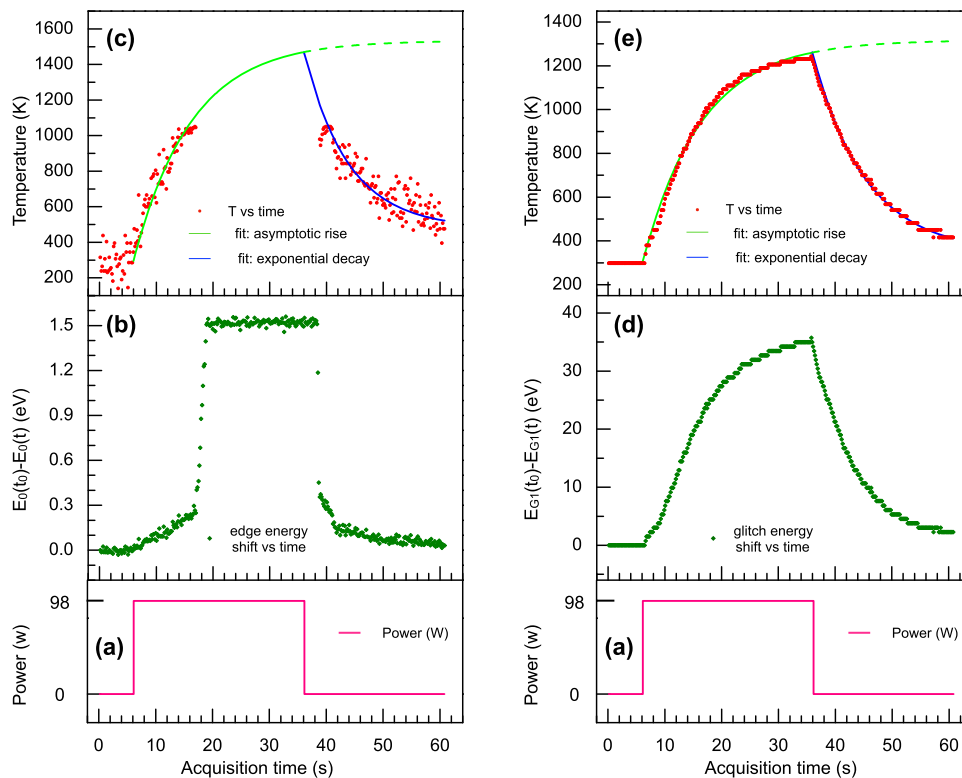 (c)
1600
1400
1200
1000
800
600
400
200
Temperature (K)
T vs time
fit: asymptotic rise
fit: exponential decay
(b)
1.5
1.2
0.9
0.6
0.3
0.0
E0(t0)-E0(t) (eV)
edge energy
shift vs time
(a)
98
0
Power (w)
Power (W)
0 10 20 30 40 50 60
Acquisition time (s)
(e)
1400
1200
1000
800
600
400
200
Temperature (K)
T vs time
fit: asymptotic rise
fit: exponential decay
(d)
40
30
20
10
0
EG1(t0)-EG1(t) (eV)
glitch energy
shift vs time
(a)
98
0
Power (w)
Power (W)
0 10 20 30 40 50 60
Acquisition time (s)